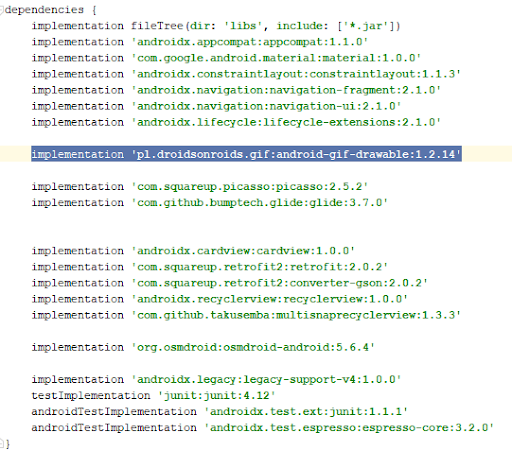 dependencies {
implementation fileTree(dir: 'libs', include: ['*.jar'])
implementation 'androidx.appcompat:appcompat:1.1.0'
implementation 'com.google.android.material:material:1.0.0'
implementation 'androidx.constraintlayout:constraintlayout:1.1.3'
implementation 'androidx.navigation:navigation-fragment:2.1.0'
implementation 'androidx.navigation:navigation-ui:2.1.0'
implementation 'androidx.lifecycle:lifecycle-extensions:2.1.0'
implementation 'pl.droidsonroids.gif:android-gif-drawable:1.2.14'
implementation 'com.squareup.picasso:picasso:2.5.2'
implementation 'com.github.bumptech.glide:glide:3.7.0'
implementation 'androidx.cardview:cardview:1.0.0'
implementation 'com.squareup.retrofit2:retrofit:2.0.2'
implementation 'com.squareup.retrofit2:converter-gson:2.0.2'
implementation 'androidx.recyclerview:recyclerview:1.0.0'
implementation 'com.github.takusemba:multisnaprecyclerview:1.3.3'
implementation 'org.osmdroid:osmdroid-android:5.6.4'
implementation 'androidx.legacy:legacy-support-v4:1.0.0'
testImplementation 'junit:junit:4.12'
androidTestImplementation 'androidx.test.ext:junit:1.1.1'
androidTestImplementation 'androidx.test.espresso:espresso-core:3.2.0'
}